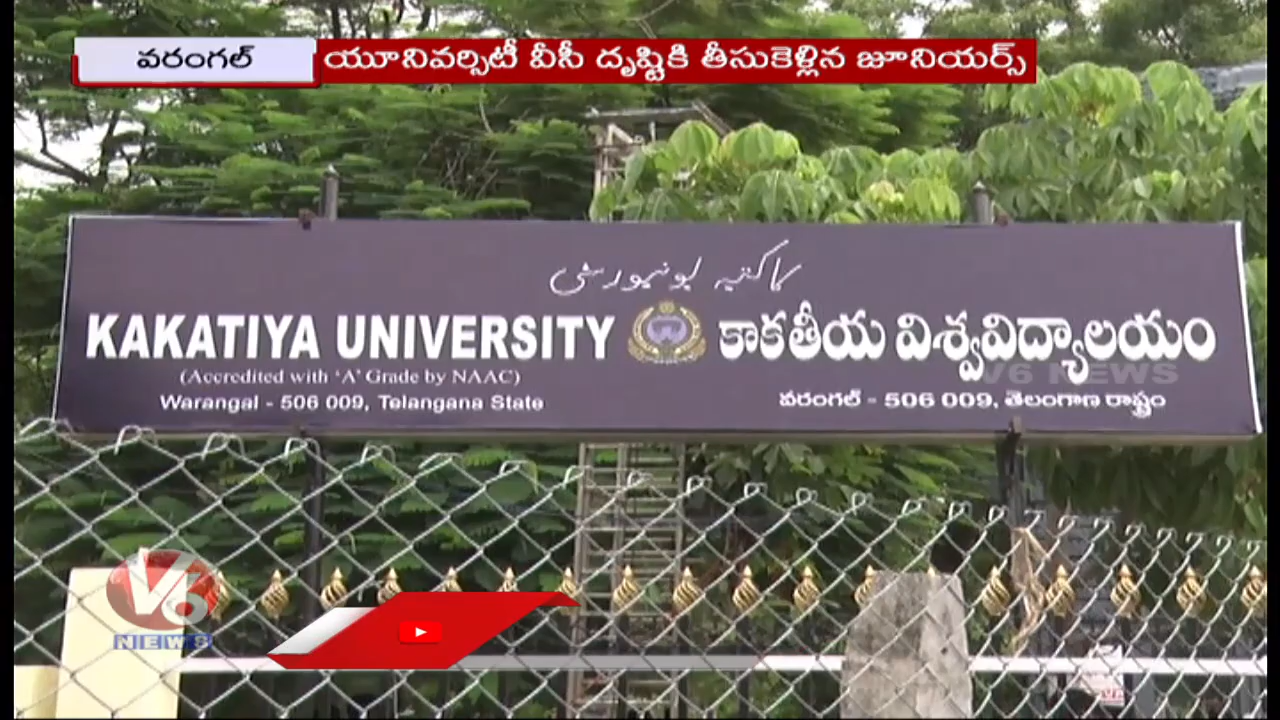 వరంగల్ యూనివర్సిటీ వీసీ దృష్టికి తీసుకెళ్లిన జూనియర్స్
کاکتیہ یونیورسٹی
KAKATIYA UNIVERSITY కాకతీయ విశ్వవిద్యాలయం
(Accredited with 'A' Grade by NAAC)
V6 NEWS
Warangal - 506 009, Telangana State వరంగల్ - 506 009, తెలంగాణ రాష్ట్రం
V6
NEWS